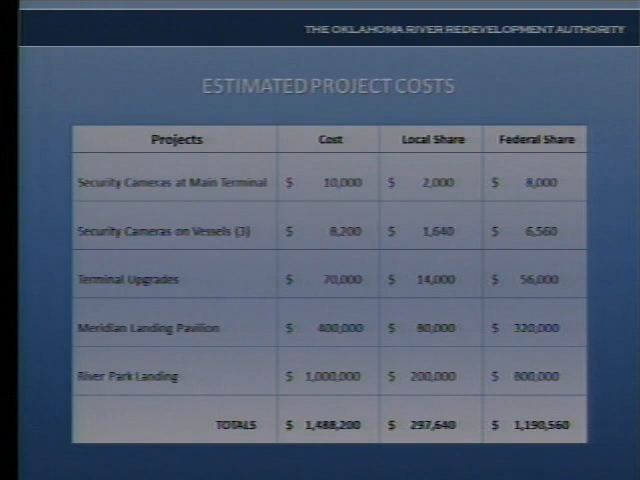 THE OKLAHOMA RIVER REDEVELOPMENT AUTHORITY
ESTIMATED PROJECT COSTS
Projects Cost Local Share Federal Share
Security Cameras at Main Terminal $ 10,000 $ 2,000 $ 8,000
Security Cameras on Vessels (3) $ 8,200 $ 1,640 $ 6,560
Terminal Upgrades $ 70,000 $ 14,000 $ 56,000
Meridian Landing Pavilion $ 400,000 $ 80,000 $ 320,000
River Park Landing $ 1,000,000 $ 200,000 $ 800,000
TOTALS $ 1,488,200 $ 297,640 $ 1,190,560